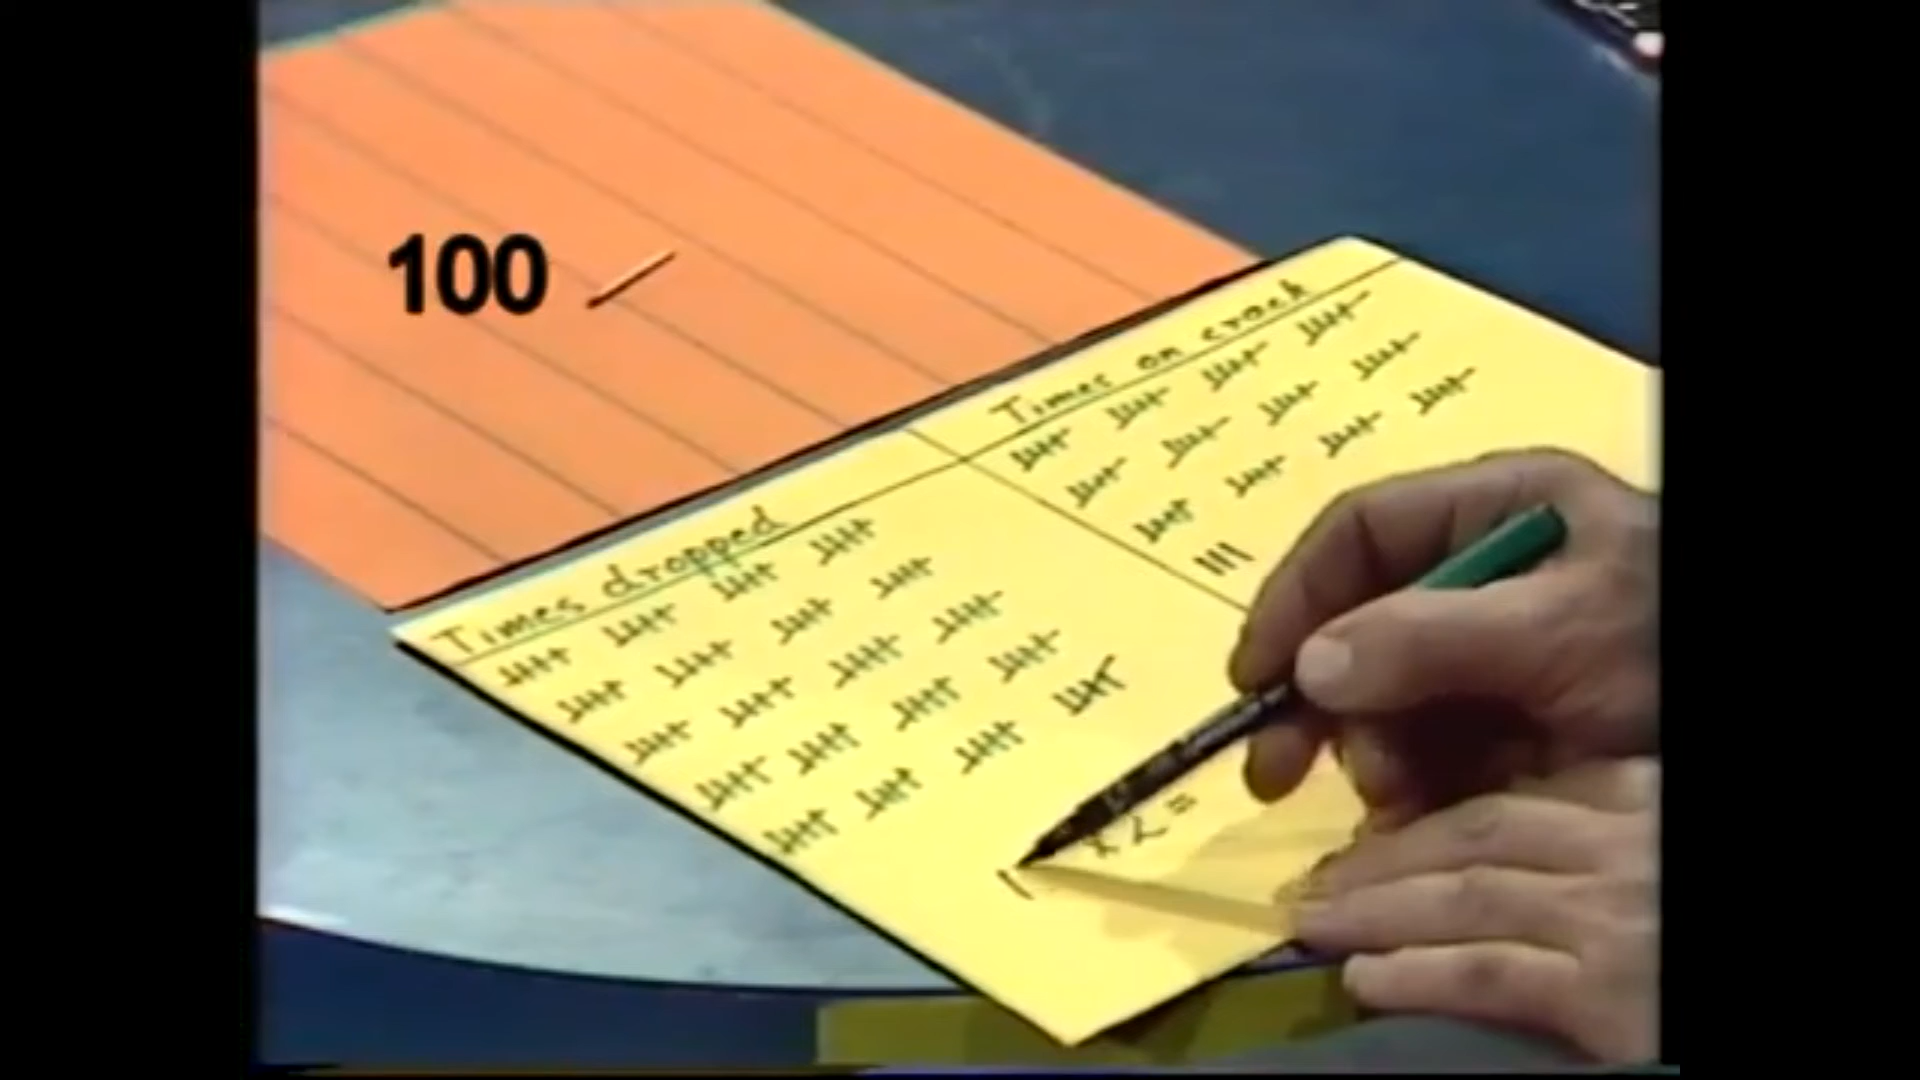 100 /
Times dropped
Times on crack
|||
x 2 =